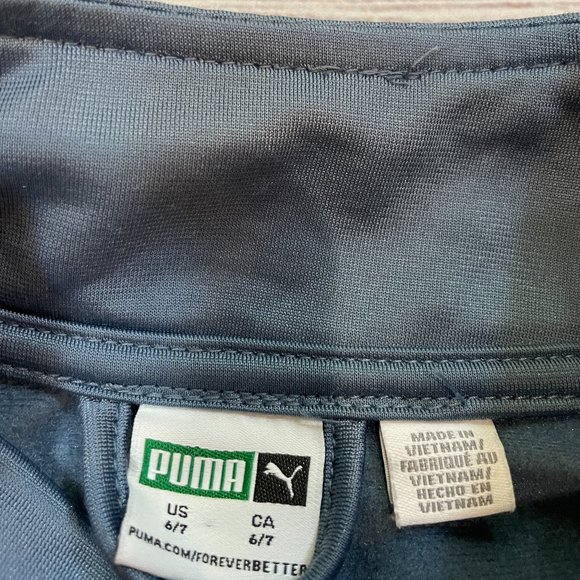 PUMA
US CA
6/7 6/7
PUMA.COM/FOREVERBETTER
MADE IN
VIETNAM/
FABRIQUÉ AU
VIETNAM/
HECHO EN
VIETNAM